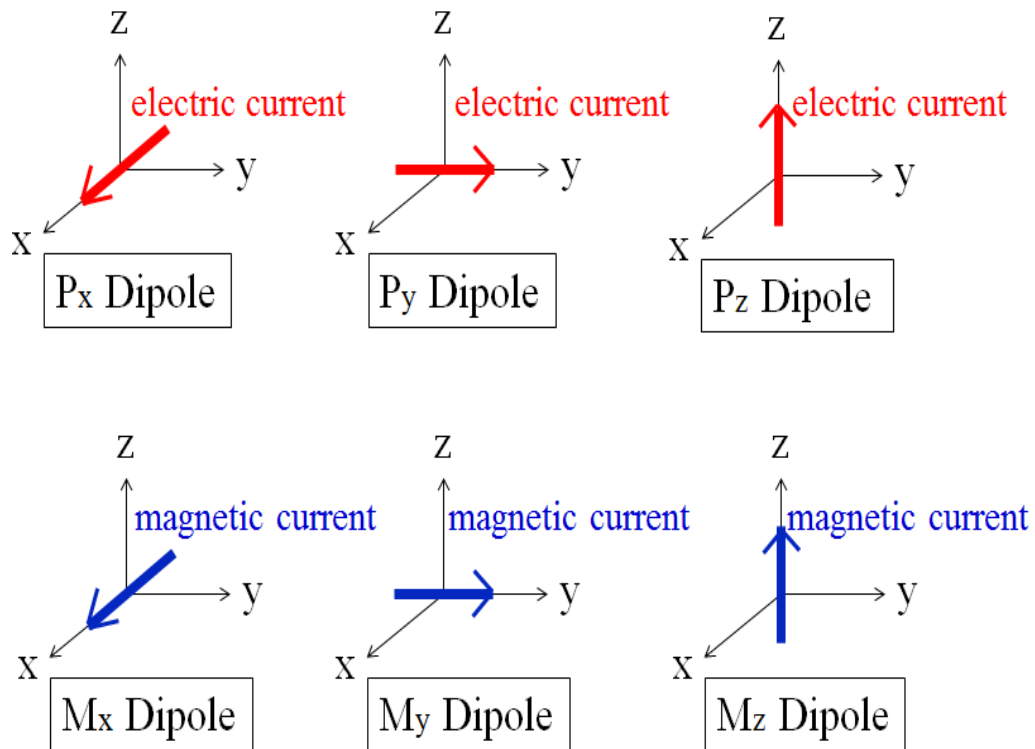 z
z
z
electric current
electric current
electric current
y
y
y
x
x
x
Px Dipole
Py Dipole
Pz Dipole
z
z
z
magnetic current
magnetic current
magnetic current
y
y
y
x
x
x
Mx Dipole
My Dipole
Mz Dipole